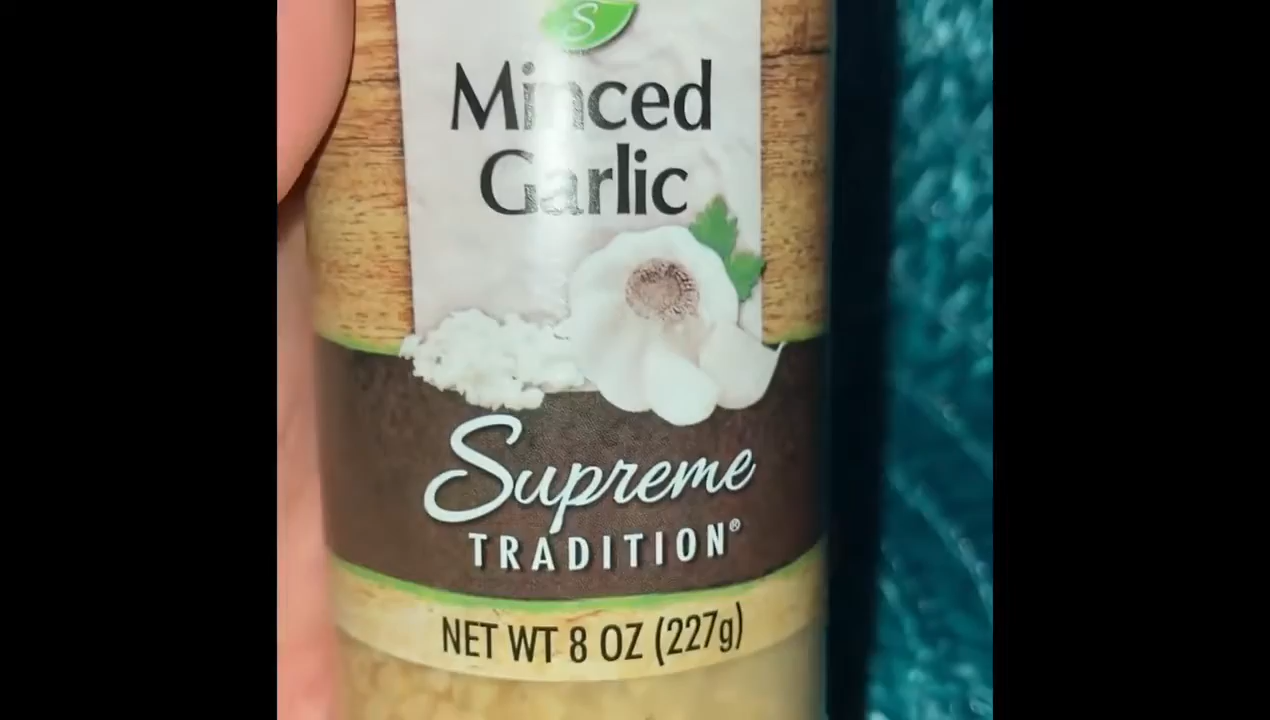 S
Minced
Garlic
Supreme
TRADITION®
NET WT 8 OZ (227g)